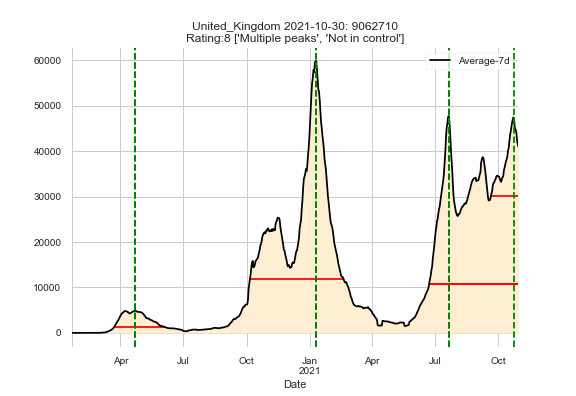 United_Kingdom 2021-10-30: 9062710
Rating:8 ['Multiple peaks', 'Not in control']
Average-7d
60000
50000
40000
30000
20000
10000
0
Apr Jul Oct Jan Apr Jul Oct
2021
Date